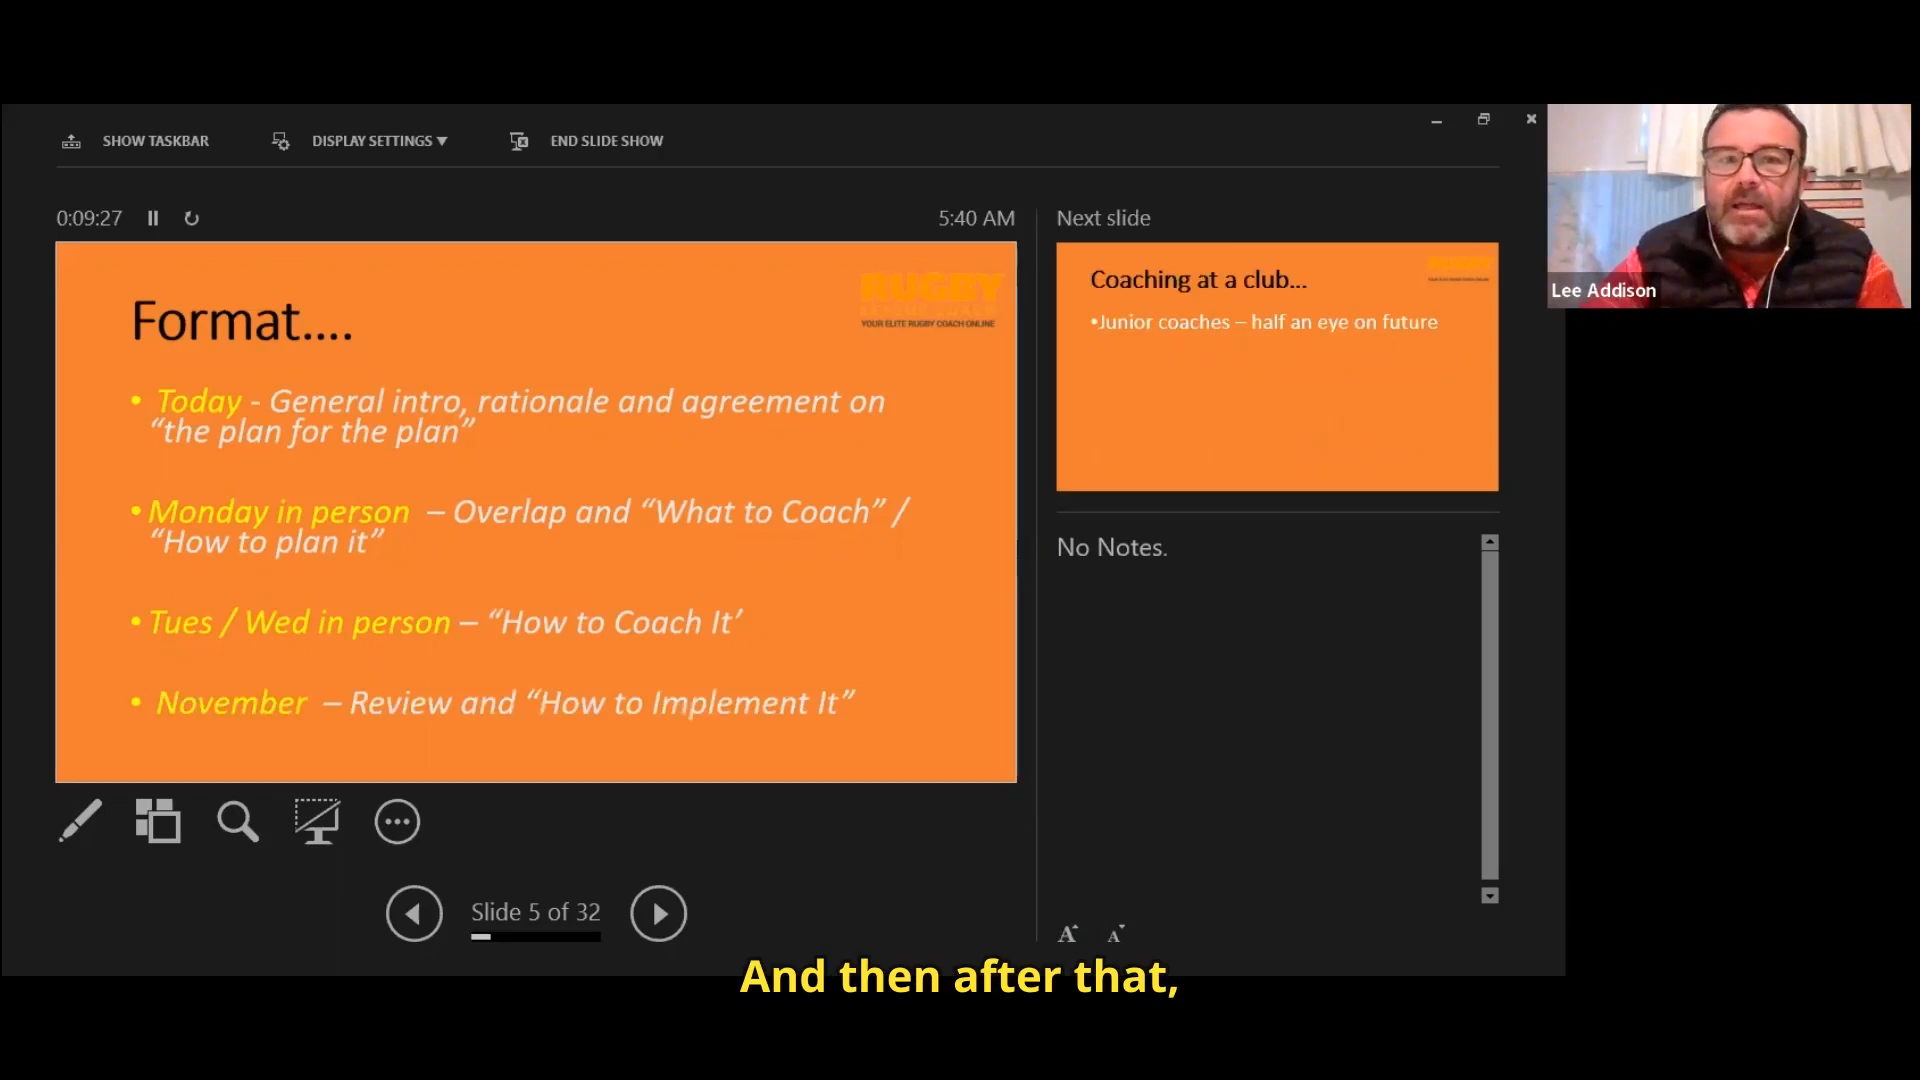 SHOW TASKBAR
DISPLAY SETTINGS
END SLIDE SHOW
0:09:27
5:40 AM
Next slide
Format....
RUGBY
YOUR ELITE RUGBY COACH ONLINE
• Today - General intro, rationale and agreement on
“the plan for the plan”
• Monday in person – Overlap and “What to Coach” /
“How to plan it”
• Tues / Wed in person – “How to Coach It’
• November – Review and “How to Implement It”
Coaching at a club...
•Junior coaches – half an eye on future
Lee Addison
No Notes.
Slide 5 of 32
A A
And then after that,